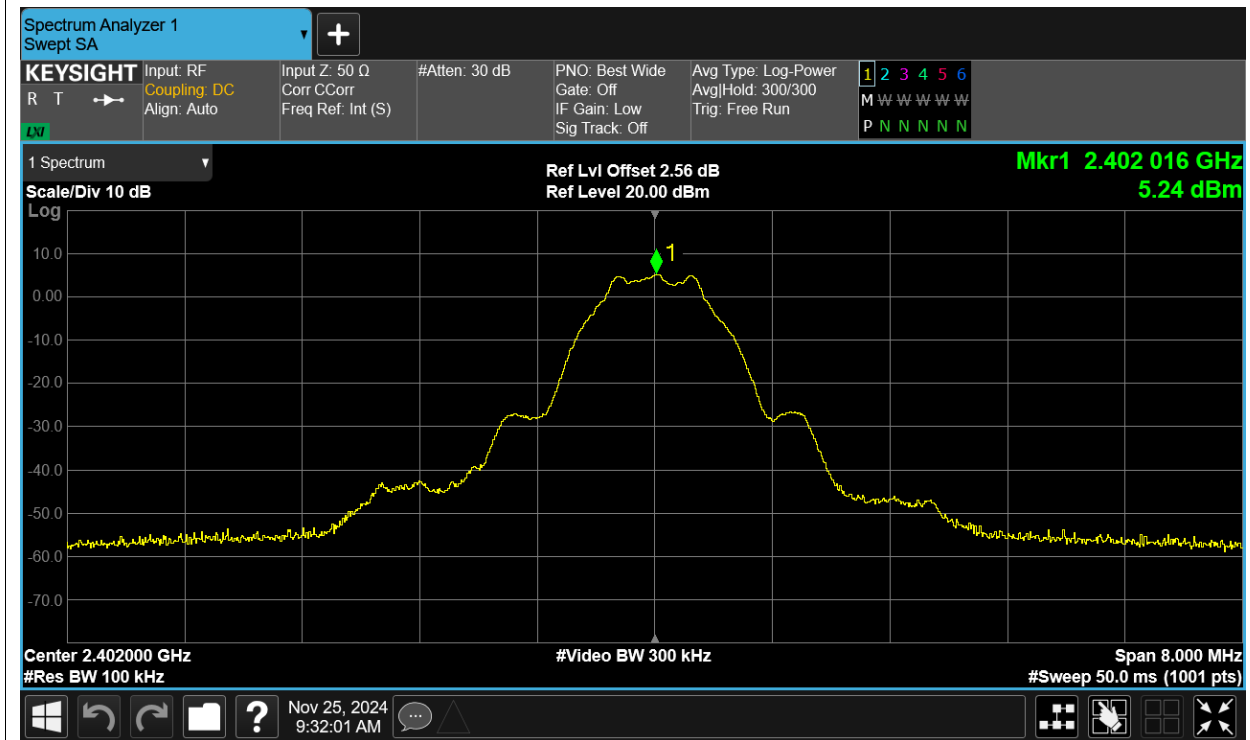 Spectrum Analyzer 1
Swept SA
+
KEYSIGHT
R T
LXI
Input: RF
Coupling: DC
Align: Auto
Input Z: 50 Ω
Corr CCorr
Freq Ref: Int (S)
#Atten: 30 dB
PNO: Best Wide
Gate: Off
IF Gain: Low
Sig Track: Off
Avg Type: Log-Power
Avg|Hold: 300/300
Trig: Free Run
1 2 3 4 5 6
M W W W W W
P N N N N N
1 Spectrum
Scale/Div 10 dB
Log
Ref Lvl Offset 2.56 dB
Ref Level 20.00 dBm
Mkr1 2.402 016 GHz
5.24 dBm
1
10.0
0.00
-10.0
-20.0
-30.0
-40.0
-50.0
-60.0
-70.0
Center 2.402000 GHz
#Res BW 100 kHz
#Video BW 300 kHz
Span 8.000 MHz
#Sweep 50.0 ms (1001 pts)
?
Nov 25, 2024
9:32:01 AM